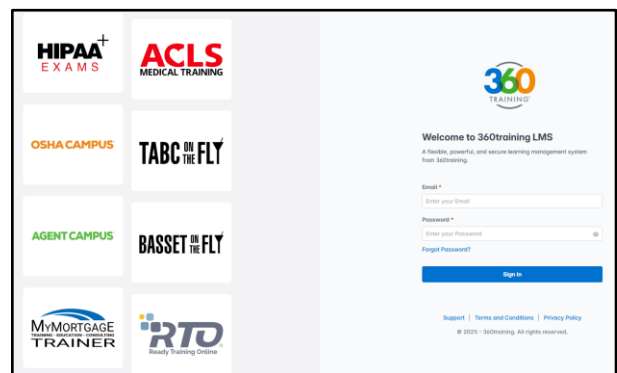 HIPAA
EXAMS
ACLS
MEDICAL TRAINING
OSHA CAMPUS
TABC ON THE FLY
AGENT CAMPUS
BASSET ON THE FLY
MYMORTGAGE
TRAINING · EDUCATION · CONSULTING
TRAINER
RTO
Ready Training Online
360
TRAINING
Welcome to 360training LMS
A flexible, powerful, and secure learning management system
from 360training.
Email *
Enter your Email
Password *
Enter your Password
Forgot Password?
Sign In
Support | Terms and Conditions | Privacy Policy
© 2025 - 360training. All rights reserved.